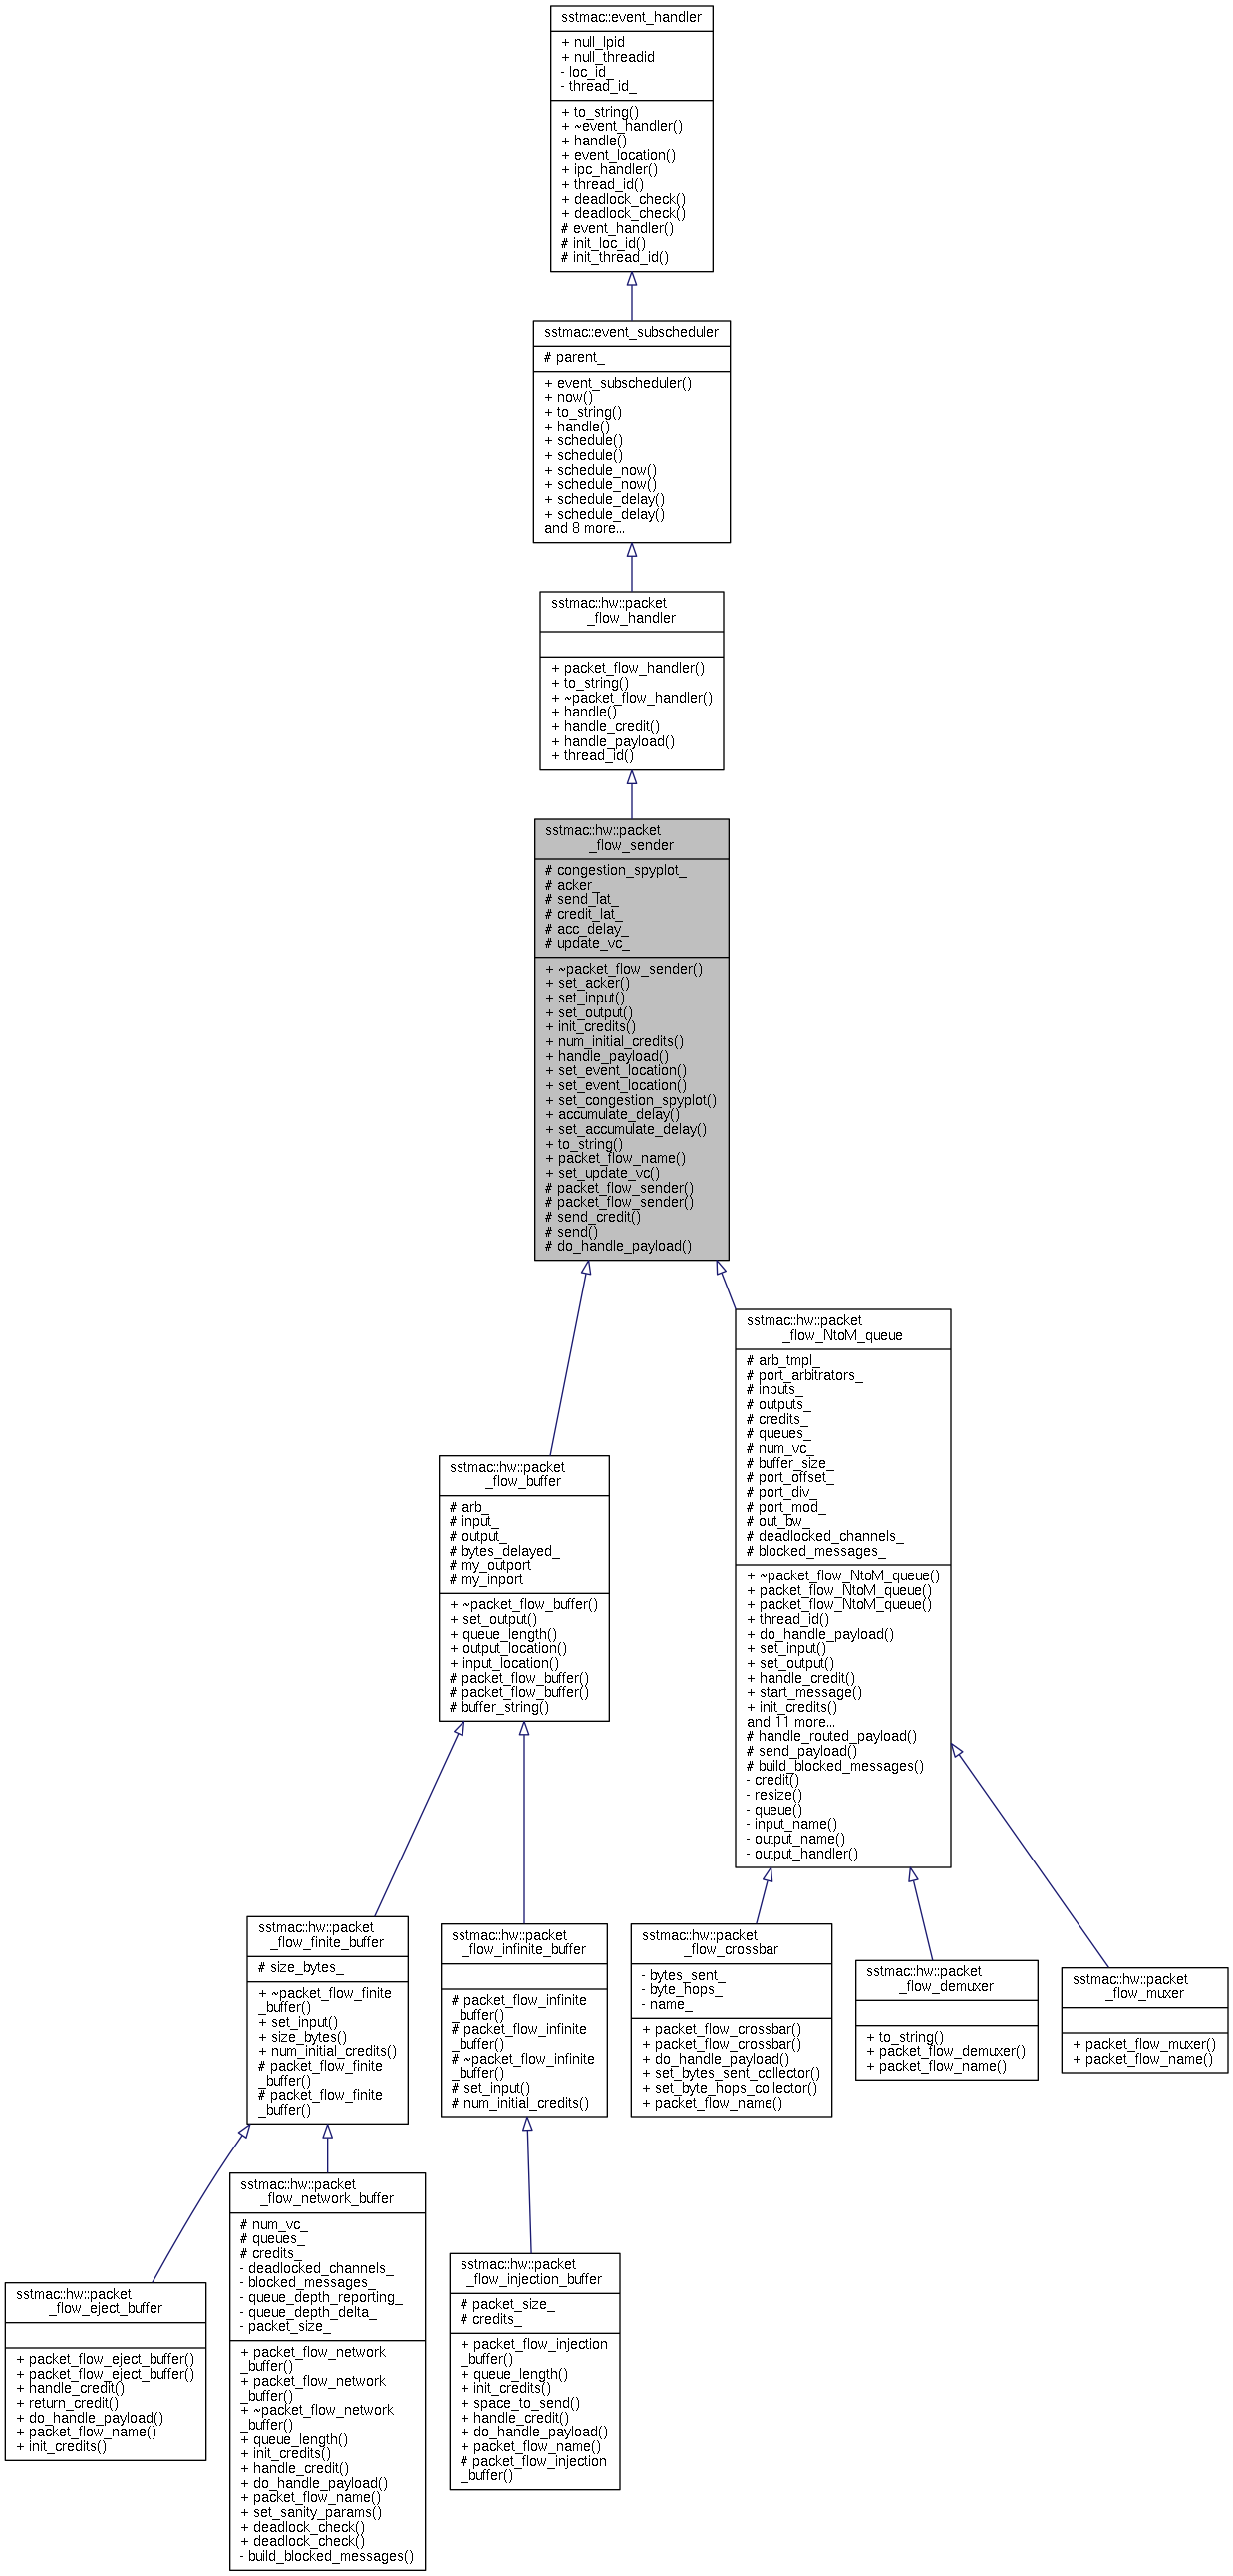 sstmac::event_handler
+ null_lpid
+ null_threadid
- loc_id_
- thread_id_
+ to_string()
+ ~event_handler()
+ handle()
+ event_location()
+ ipc_handler()
+ thread_id()
+ deadlock_check()
+ deadlock_check()
# event_handler()
# init_loc_id()
# init_thread_id()
sstmac::event_subscheduler
# parent_
+ event_subscheduler()
+ now()
+ to_string()
+ handle()
+ schedule()
+ schedule()
+ schedule_now()
+ schedule_now()
+ schedule_delay()
+ schedule_delay()
and 8 more...
sstmac::hw::packet
_flow_handler
+ packet_flow_handler()
+ to_string()
+ ~packet_flow_handler()
+ handle()
+ handle_credit()
+ handle_payload()
+ thread_id()
sstmac::hw::packet
_flow_sender
# congestion_spyplot_
# acker_
# send_lat_
# credit_lat_
# acc_delay_
# update_vc_
+ ~packet_flow_sender()
+ set_acker()
+ set_input()
+ set_output()
+ init_credits()
+ num_initial_credits()
+ handle_payload()
+ set_event_location()
+ set_event_location()
+ set_congestion_spyplot()
+ accumulate_delay()
+ set_accumulate_delay()
+ to_string()
+ packet_flow_name()
+ set_update_vc()
# packet_flow_sender()
# packet_flow_sender()
# send_credit()
# send()
# do_handle_payload()
sstmac::hw::packet
_flow_buffer
# arb_
# input_
# output_
# bytes_delayed_
# my_outport
# my_inport
+ ~packet_flow_buffer()
+ set_output()
+ queue_length()
+ output_location()
+ input_location()
# packet_flow_buffer()
# packet_flow_buffer()
# buffer_string()
sstmac::hw::packet
_flow_NtoM_queue
# arb_tmpl_
# port_arbitrators_
# inputs_
# outputs_
# credits_
# queues_
# num_vc_
# buffer_size_
# port_offset_
# port_div_
# port_mod_
# out_bw_
# deadlocked_channels_
# blocked_messages_
+ ~packet_flow_NtoM_queue()
+ packet_flow_NtoM_queue()
+ packet_flow_NtoM_queue()
+ thread_id()
+ do_handle_payload()
+ set_input()
+ set_output()
+ handle_credit()
+ start_message()
+ init_credits()
and 11 more...
# handle_routed_payload()
# send_payload()
# build_blocked_messages()
- credit()
- resize()
- queue()
- input_name()
- output_name()
- output_handler()
sstmac::hw::packet
_flow_finite_buffer
# size_bytes_
+ ~packet_flow_finite
_buffer()
+ set_input()
+ size_bytes()
+ num_initial_credits()
# packet_flow_finite
_buffer()
# packet_flow_finite
_buffer()
sstmac::hw::packet
_flow_infinite_buffer
# packet_flow_infinite
_buffer()
# packet_flow_infinite
_buffer()
# ~packet_flow_infinite
_buffer()
# set_input()
# num_initial_credits()
sstmac::hw::packet
_flow_crossbar
- bytes_sent_
- byte_hops_
- name_
+ packet_flow_crossbar()
+ packet_flow_crossbar()
+ do_handle_payload()
+ set_bytes_sent_collector()
+ set_byte_hops_collector()
+ packet_flow_name()
sstmac::hw::packet
_flow_demuxer
+ to_string()
+ packet_flow_demuxer()
+ packet_flow_name()
sstmac::hw::packet
_flow_muxer
+ packet_flow_muxer()
+ packet_flow_name()
sstmac::hw::packet
_flow_eject_buffer
+ packet_flow_eject_buffer()
+ packet_flow_eject_buffer()
+ handle_credit()
+ return_credit()
+ do_handle_payload()
+ packet_flow_name()
+ init_credits()
sstmac::hw::packet
_flow_network_buffer
# num_vc_
# queues_
# credits_
- deadlocked_channels_
- blocked_messages_
- queue_depth_reporting_
- queue_depth_delta_
- packet_size_
+ packet_flow_network
_buffer()
+ packet_flow_network
_buffer()
+ ~packet_flow_network
_buffer()
+ queue_length()
+ init_credits()
+ handle_credit()
+ do_handle_payload()
+ packet_flow_name()
+ set_sanity_params()
+ deadlock_check()
+ deadlock_check()
- build_blocked_messages()
sstmac::hw::packet
_flow_injection_buffer
# packet_size_
# credits_
+ packet_flow_injection
_buffer()
+ queue_length()
+ init_credits()
+ space_to_send()
+ handle_credit()
+ do_handle_payload()
+ packet_flow_name()
# packet_flow_injection
_buffer()